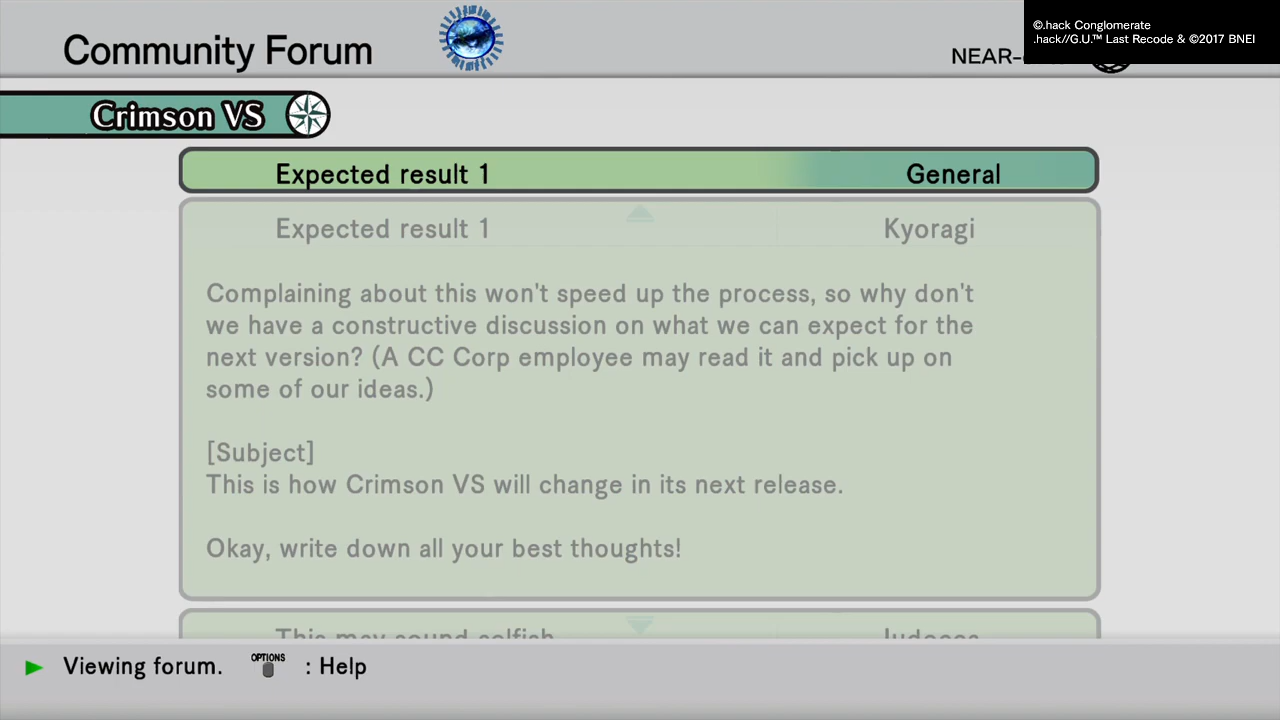 ©.hack Conglomerate
.hack//G.U.™ Last Recode & ©2017 BNEI
Community Forum
NEAR-
Crimson VS
Expected result 1 General
Expected result 1 Kyoragi
Complaining about this won't speed up the process, so why don't
we have a constructive discussion on what we can expect for the
next version? (A CC Corp employee may read it and pick up on
some of our ideas.)
[Subject]
This is how Crimson VS will change in its next release.
Okay, write down all your best thoughts!
This may sound selfish
Viewing forum. OPTIONS : Help